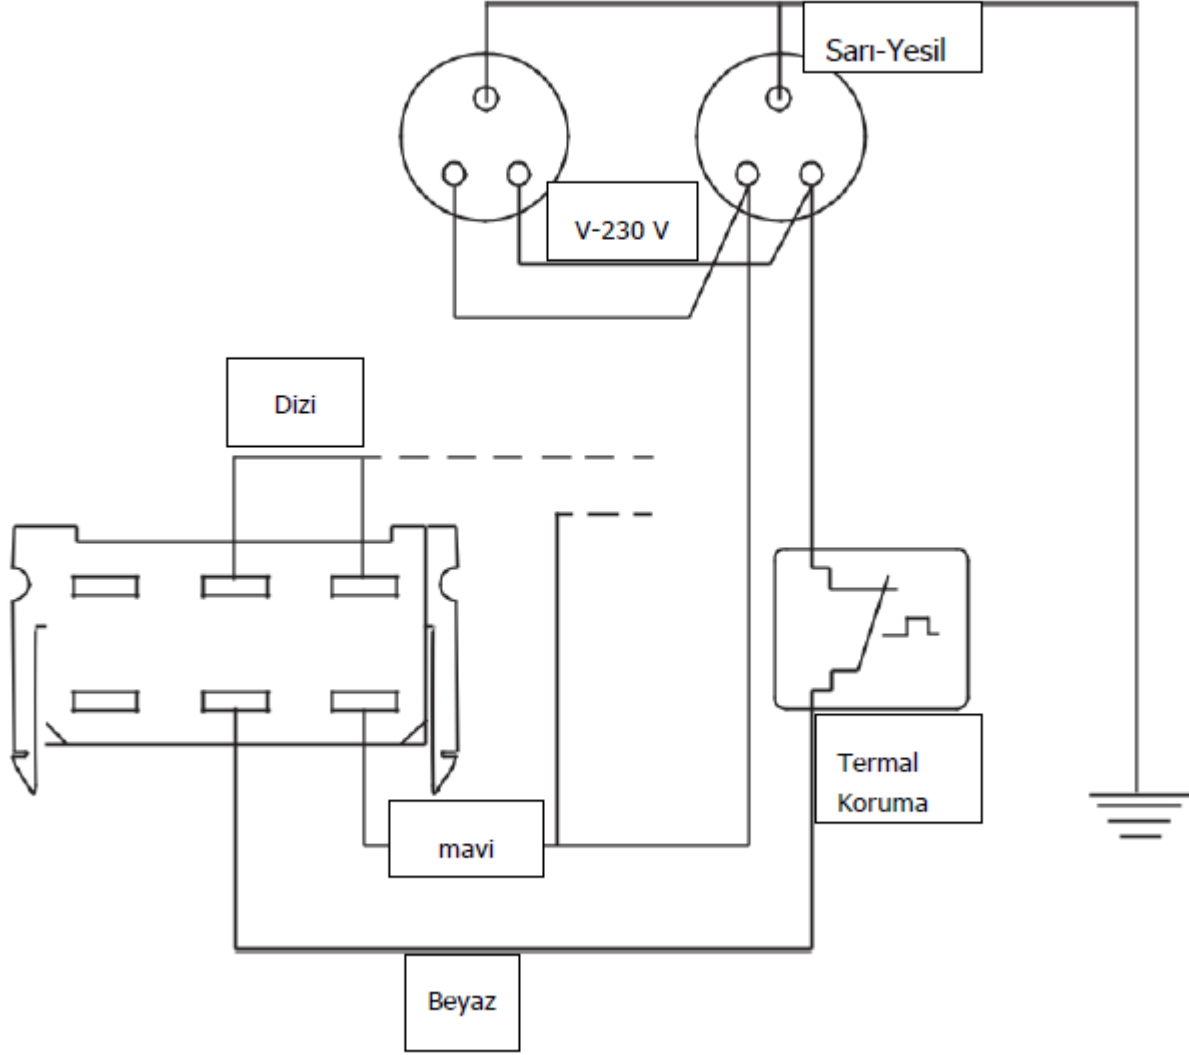 Sarı-Yesil
V-230 V
Dizi
Termal
Koruma
mavi
Beyaz